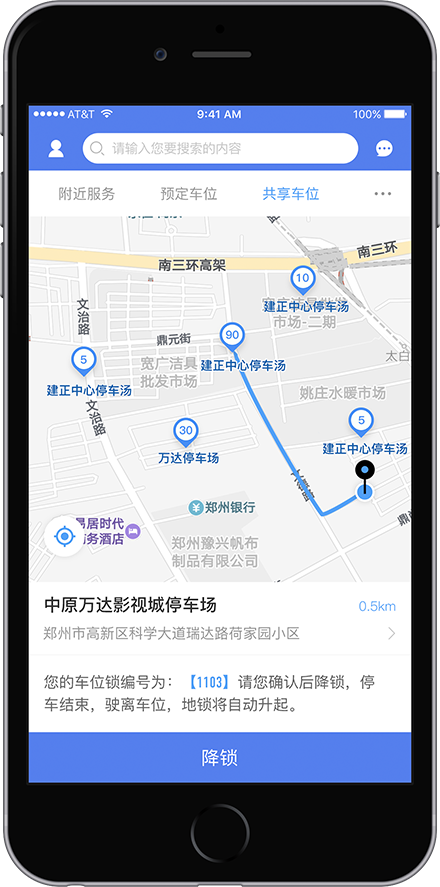 AT&T 9:41 AM 100%
请输入您要搜索的内容
附近服务 预定车位 共享车位 ...
南三环高架
南三环
10
建正中心停车汤
市场-二期
文治路
鼎元街
90
太白
5
宽广洁具
批发市场
建正中心停车汤
建正中心停车汤
姚庄水暖市场
文治路
30
5
万达停车场
建正中心停车汤
郑州银行
易居时代
商务酒店
郑州豫兴帆布
制品有限公司
中原万达影视城停车场 0.5km
郑州市高新区科学大道瑞达路荷家园小区
您的车位锁编号为：【1103】请您确认后降锁，停
车结束，驶离车位，地锁将自动升起。
降锁